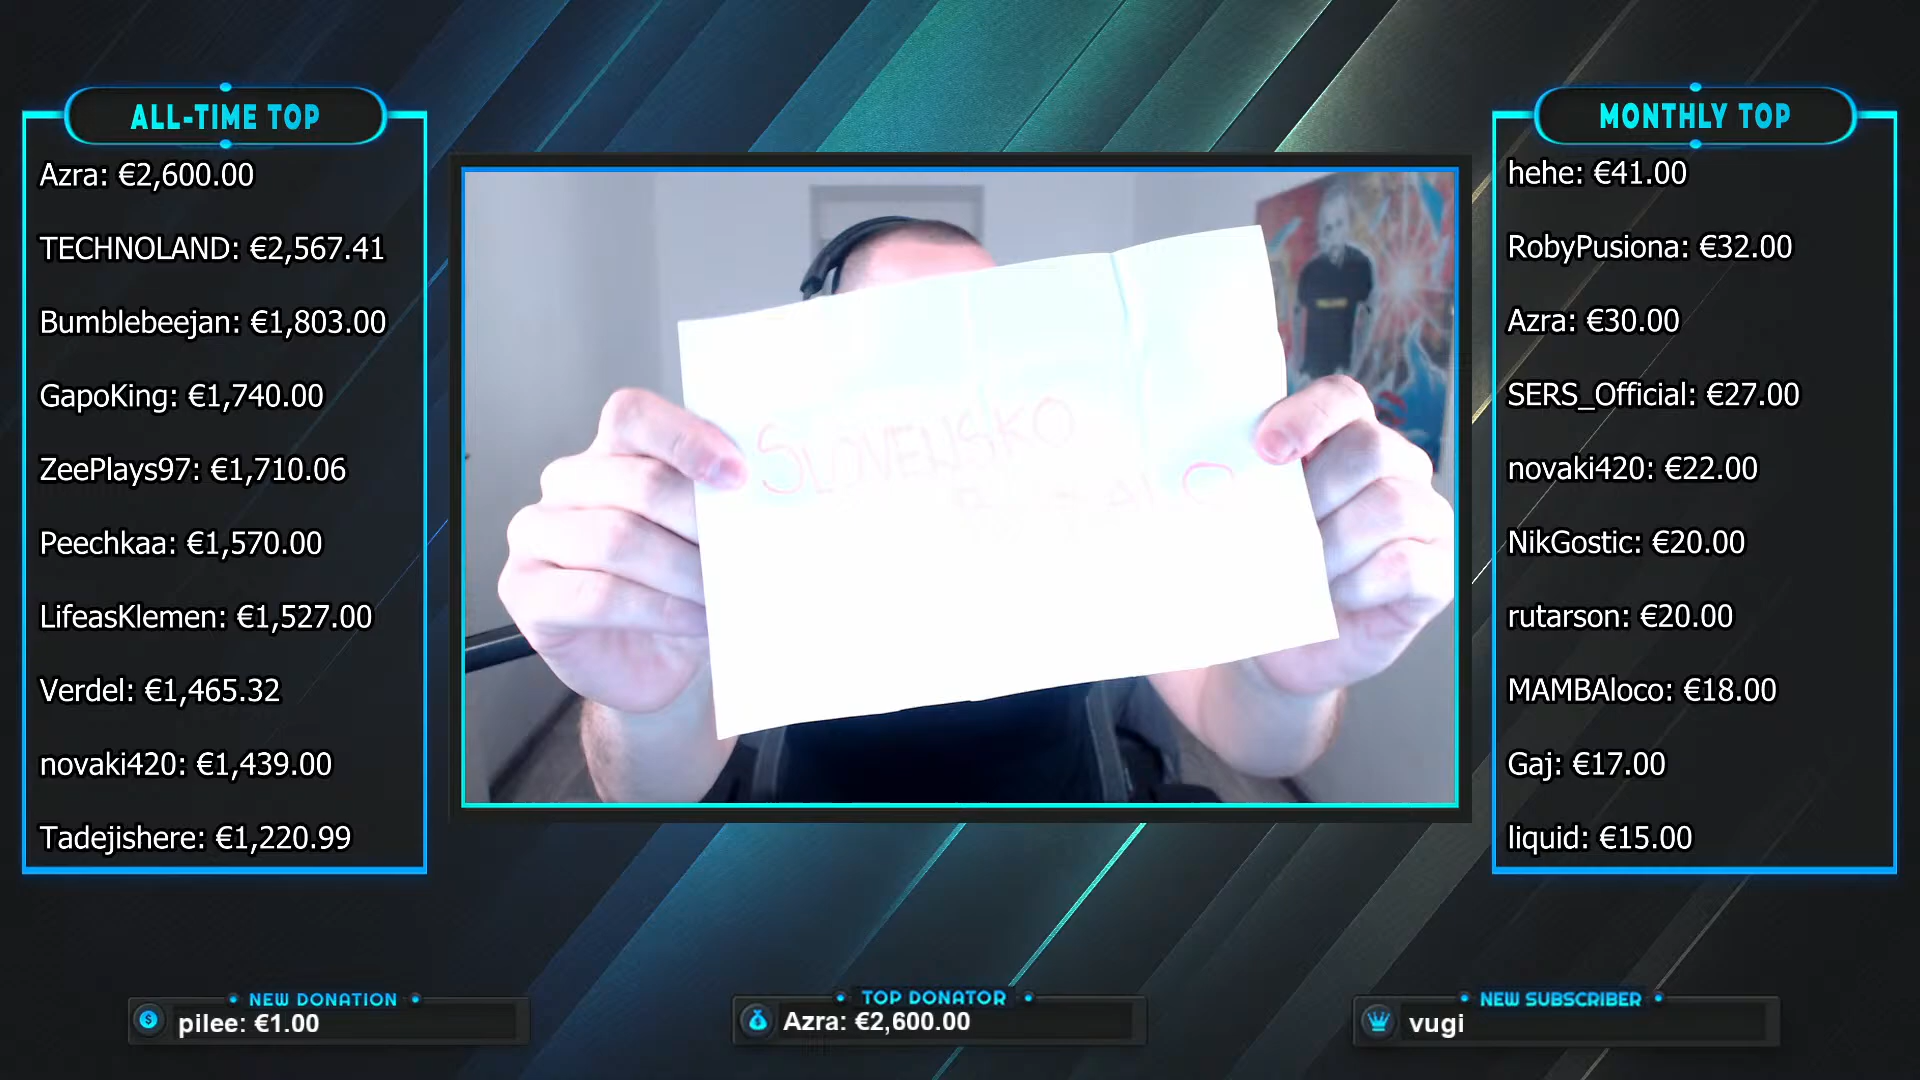 ALL-TIME TOP
Azra: €2,600.00
TECHNOLAND: €2,567.41
Bumblebeejan: €1,803.00
GapoKing: €1,740.00
ZeePlays97: €1,710.06
Peechkaa: €1,570.00
LifeasKlemen: €1,527.00
Verdel: €1,465.32
novaki420: €1,439.00
Tadejishere: €1,220.99
SLOVENSKO
MONTHLY TOP
hehe: €41.00
RobyPusiona: €32.00
Azra: €30.00
SERS_Official: €27.00
novaki420: €22.00
NikGostic: €20.00
rutarson: €20.00
MAMBAloco: €18.00
Gaj: €17.00
liquid: €15.00
NEW DONATION
pilee: €1.00
TOP DONATOR
Azra: €2,600.00
NEW SUBSCRIBER
vugi